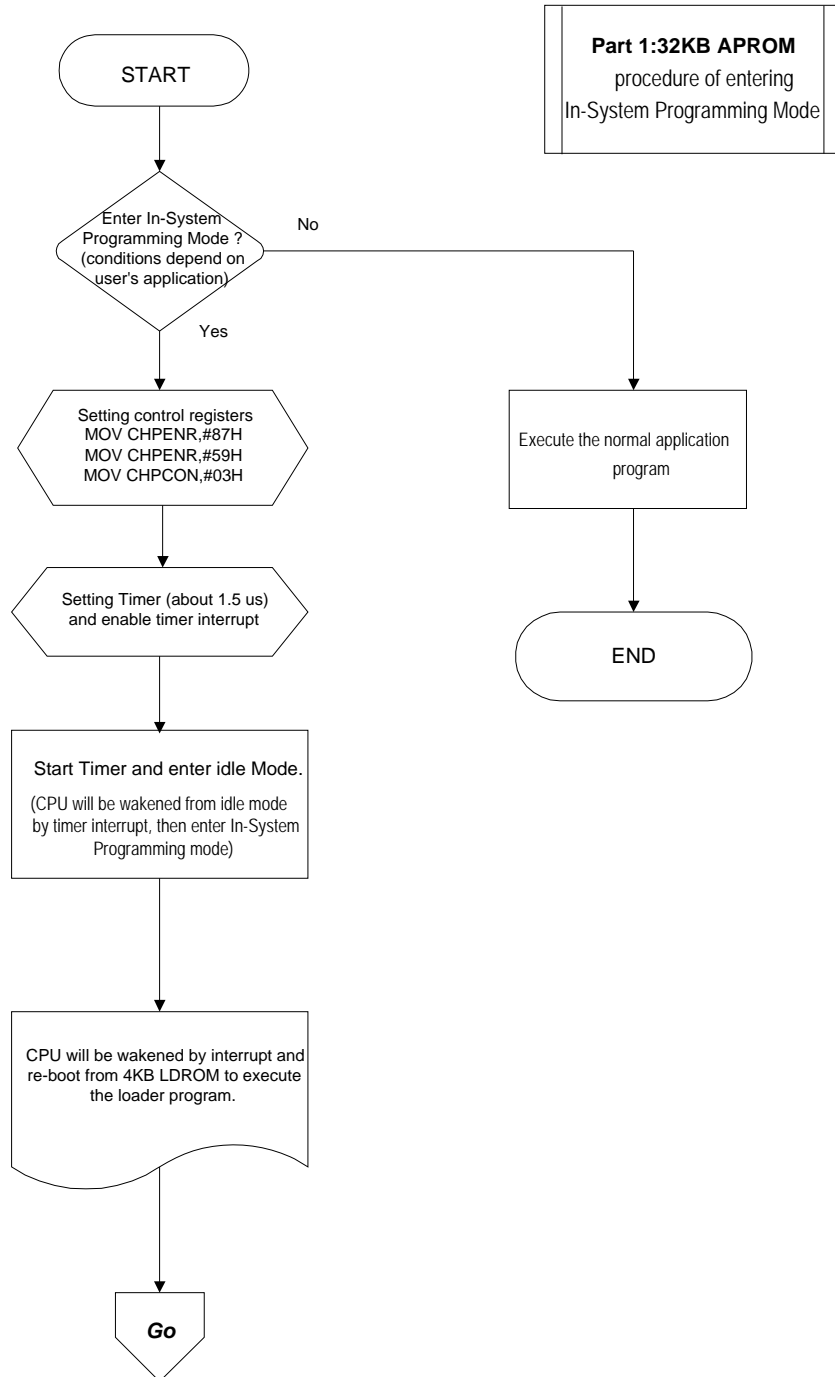 Part 1:32KB APROM
procedure of entering
In-System Programming Mode
START
Enter In-System
Programming Mode ?
(conditions depend on
user's application)
No
Yes
Setting control registers
MOV CHPENR,#87H
MOV CHPENR,#59H
MOV CHPCON,#03H
Execute the normal application
program
Setting Timer (about 1.5 us)
and enable timer interrupt
END
Start Timer and enter idle Mode.
(CPU will be wakened from idle mode
by timer interrupt, then enter In-System
Programming mode)
CPU will be wakened by interrupt and
re-boot from 4KB LDROM to execute
the loader program.
Go